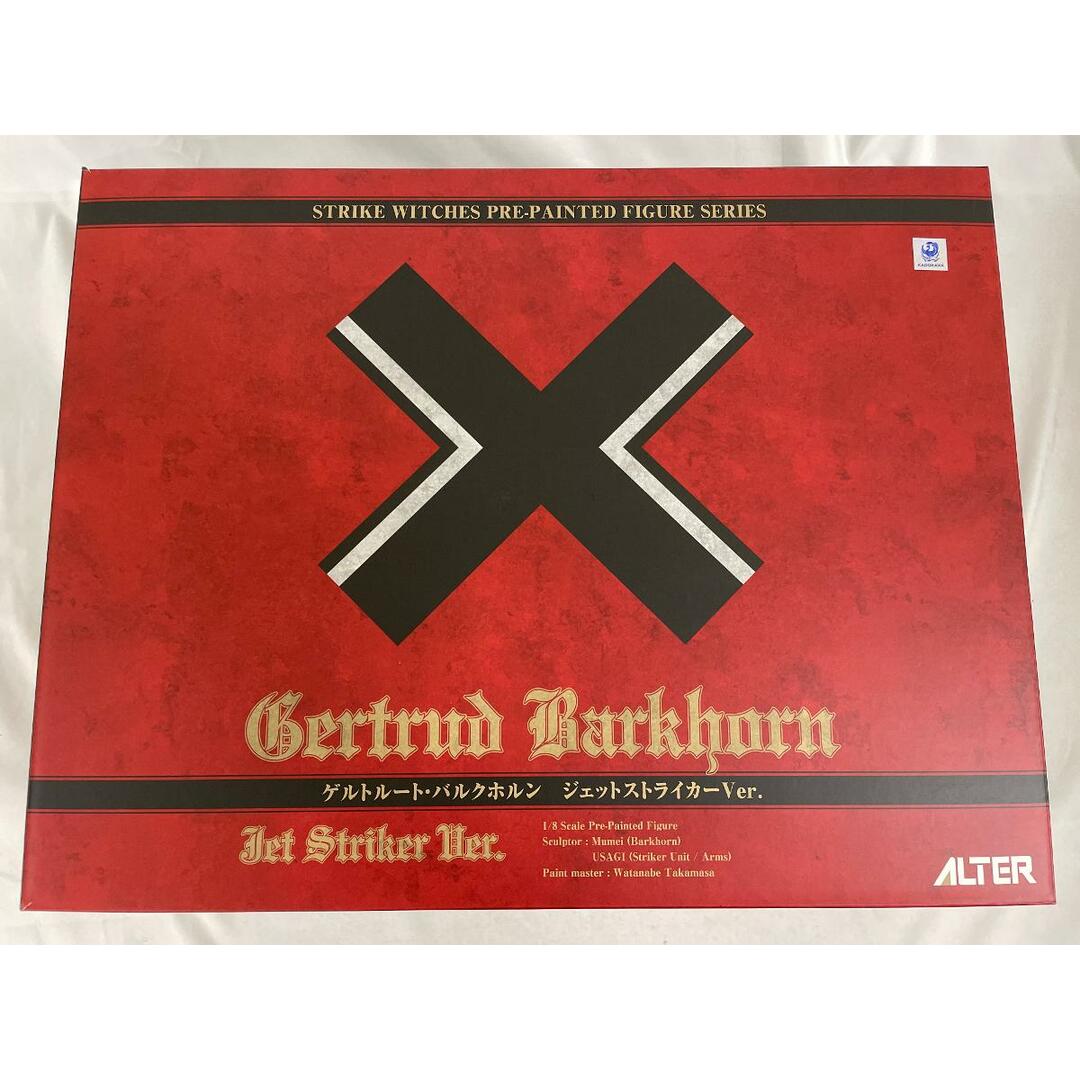 STRIKE WITCHES PRE-PAINTED FIGURE SERIES
KADOKAWA
Gertrud Barkhorn
ゲルトルート・バルクホルン　ジェットストライカーVer.
Jet Striker Ver.
1/8 Scale Pre-Painted Figure
Sculptor : Mumei (Barkhorn)
USAGI (Striker Unit / Arms)
Paint master : Watanabe Takamasa
ALTER